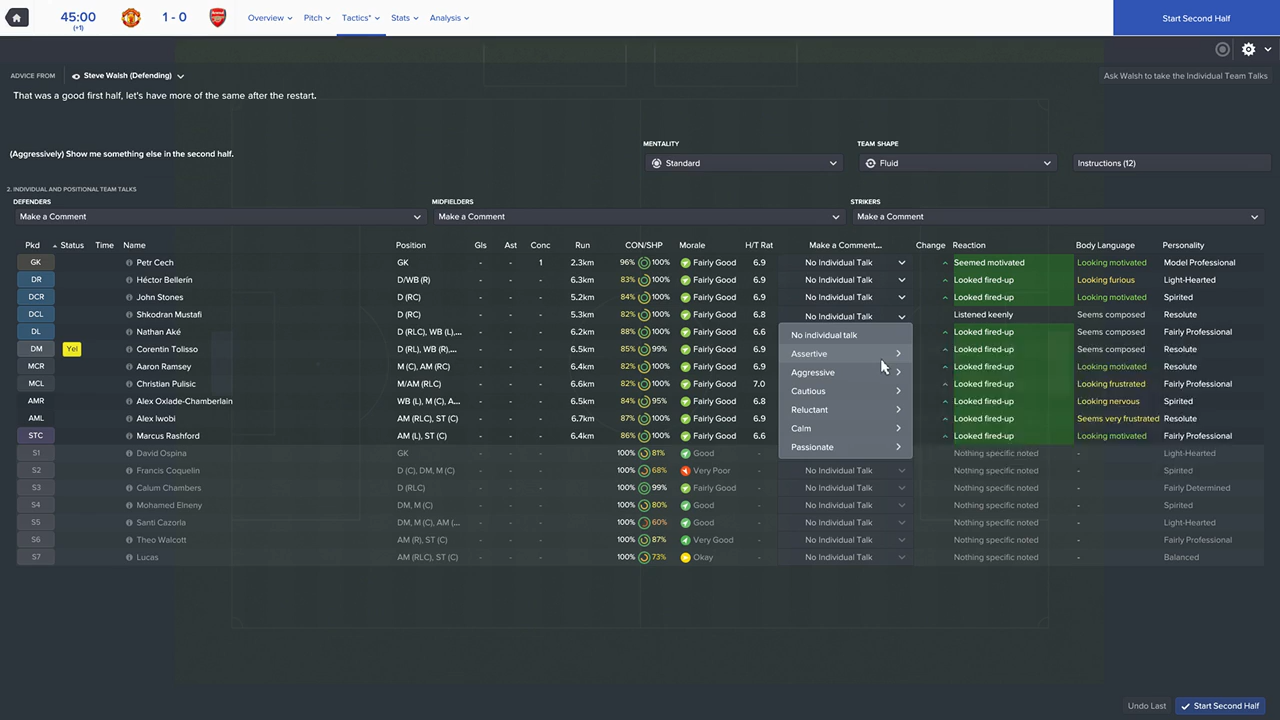 45:00 (+1) 1 - 0 Overview Pitch Tactics* Stats Analysis Start Second Half
ADVICE FROM Steve Walsh (Defending) Ask Walsh to take the Individual Team Talks
That was a good first half, let's have more of the same after the restart.
MENTALITY TEAM SHAPE
(Aggressively) Show me something else in the second half. Standard Fluid Instructions (12)
2. INDIVIDUAL AND POSITIONAL TEAM TALKS
DEFENDERS MIDFIELDERS STRIKERS
Make a Comment Make a Comment Make a Comment
Pkd Status Time Name Position Gls Ast Conc Run CON/SHP Morale H/T Rat Make a Comment... Change Reaction Body Language Personality
GK Petr Cech GK - - 1 2.3km 96% 100% Fairly Good 6.9 No Individual Talk Seemed motivated Looking motivated Model Professional
DR Héctor Bellerín D/WB (R) - - - 6.3km 83% 100% Fairly Good 6.9 No Individual Talk Looked fired-up Looking furious Light-Hearted
DCR John Stones D (RC) - - - 5.2km 84% 100% Fairly Good 6.9 No Individual Talk Looked fired-up Looking motivated Spirited
DCL Shkodran Mustafi D (RC) - - - 5.3km 82% 100% Fairly Good 6.8 No Individual Talk Listened keenly Seems composed Resolute
DL Nathan Aké D (RLC), WB (RL),... - - - 6.2km 88% 100% Fairly Good 6.6 No individual talk Looked fired-up Seems composed Fairly Professional
DM Yel Corentin Tolisso D (RL), WB (R),... - - - 6.5km 85% 99% Fairly Good 6.9 Assertive Looked fired-up Seems composed Resolute
MCR Aaron Ramsey M (C), AM (RC) - - - 6.4km 82% 100% Fairly Good 6.9 Aggressive Looked fired-up Looking motivated Resolute
MCL Christian Pulisic M/AM (RLC) - - - 6.6km 82% 100% Fairly Good 7.0 Cautious Looked fired-up Looking frustrated Fairly Professional
AMR Alex Oxlade-Chamberlain WB (L), M (C), A... - - - 6.5km 84% 95% Fairly Good 6.8 Reluctant Looked fired-up Looking nervous Spirited
AML Alex Iwobi AM (RLC), ST (C) - - - 6.7km 87% 100% Fairly Good 6.9 Calm Looked fired-up Seems very frustrated Resolute
STC Marcus Rashford AM (L), ST (C) - - - 6.4km 86% 100% Fairly Good 6.6 Passionate Looked fired-up Looking motivated Fairly Professional
S1 David Ospina GK - - - 100% 81% Good - Nothing specific noted - Light-Hearted
S2 Francis Coquelin D (C), DM, M (C) - - - 100% 68% Very Poor - No Individual Talk Nothing specific noted - Spirited
S3 Calum Chambers D (RLC) - - - 100% 99% Fairly Good - No Individual Talk Nothing specific noted - Fairly Determined
S4 Mohamed Elneny DM, M (C) - - - 100% 80% Good - No Individual Talk Nothing specific noted - Spirited
S5 Santi Cazorla DM, M (C), AM (... - - - 100% 60% Good - No Individual Talk Nothing specific noted - Light-Hearted
S6 Theo Walcott AM (R), ST (C) - - - 100% 87% Very Good - No Individual Talk Nothing specific noted - Fairly Professional
S7 Lucas AM (RLC), ST (C) - - - 100% 73% Okay - No Individual Talk Nothing specific noted - Balanced
Undo Last Start Second Half